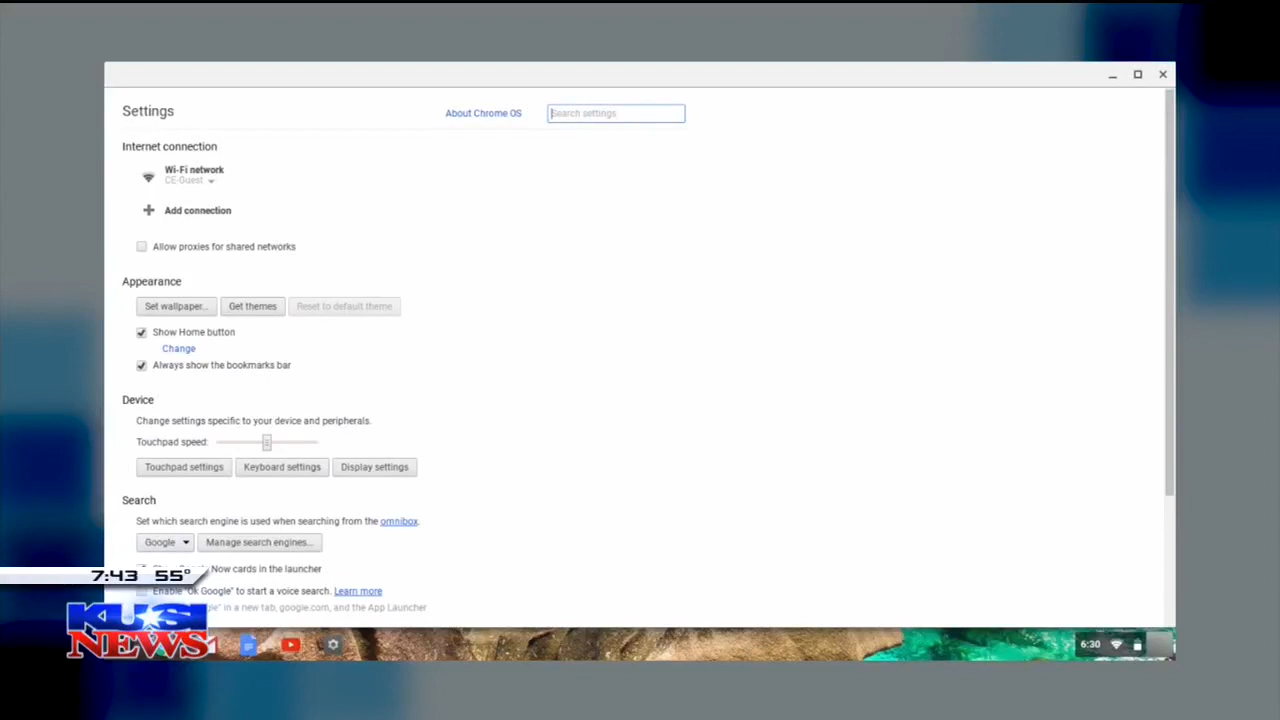 Settings
About Chrome OS
Search settings
Internet connection
Wi-Fi network
CE-Guest
Add connection
Allow proxies for shared networks
Appearance
Set wallpaper...
Get themes
Reset to default theme
Show Home button
Change
Always show the bookmarks bar
Device
Change settings specific to your device and peripherals.
Touchpad speed:
Touchpad settings
Keyboard settings
Display settings
Search
Set which search engine is used when searching from the omnibox.
Google
Manage search engines...
Now cards in the launcher
7:43 55°
Enable "Ok Google" to start a voice search. Learn more
in a new tab, google.com, and the App Launcher
KUSI
NEWS
6:30